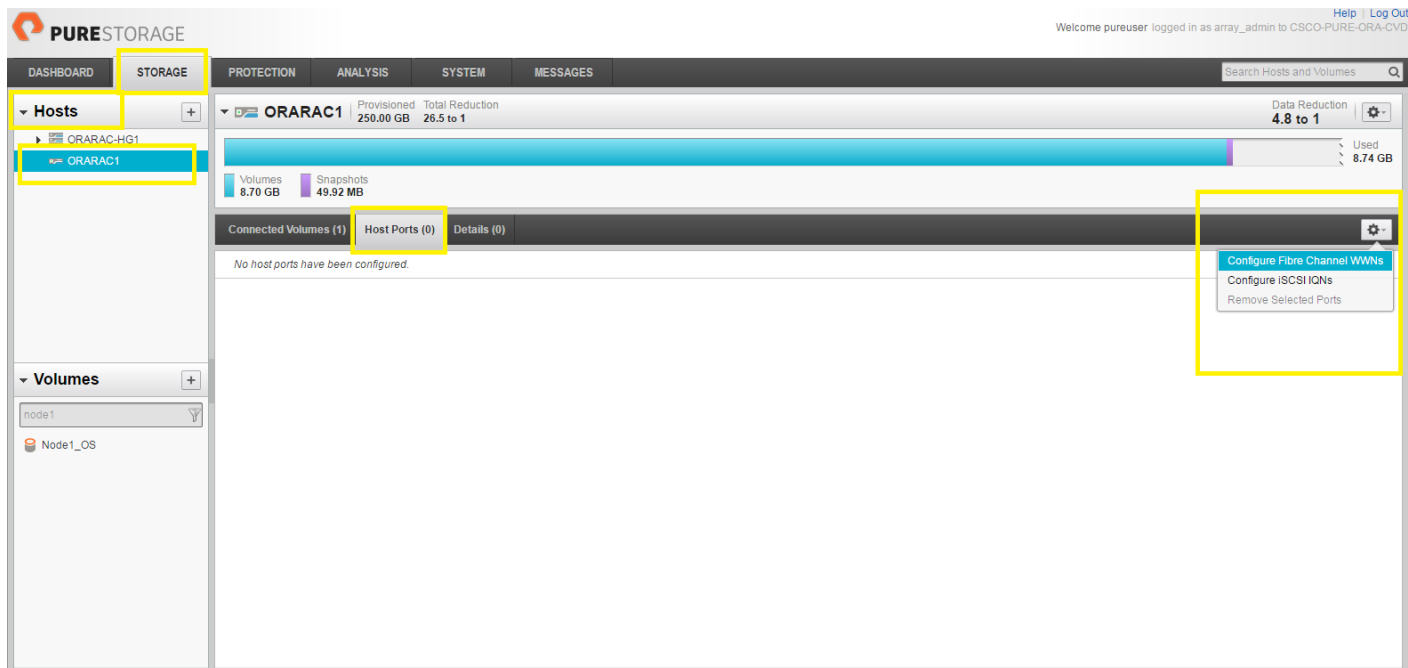 PURESTORAGE
Help | Log Out
Welcome pureuser logged in as array_admin to CSCO-PURE-ORA-CVD
DASHBOARD STORAGE PROTECTION ANALYSIS SYSTEM MESSAGES Search Hosts and Volumes
Hosts +
ORARAC-HG1
ORARAC1
ORARAC1 Provisioned 250.00 GB Total Reduction 26.5 to 1
Data Reduction 4.8 to 1
Used
8.74 GB
Volumes 8.70 GB
Snapshots 49.92 MB
Connected Volumes (1) Host Ports (0) Details (0)
No host ports have been configured.
Configure Fibre Channel WWNs
Configure iSCSI IQNs
Remove Selected Ports
Volumes +
node1
Node1_OS